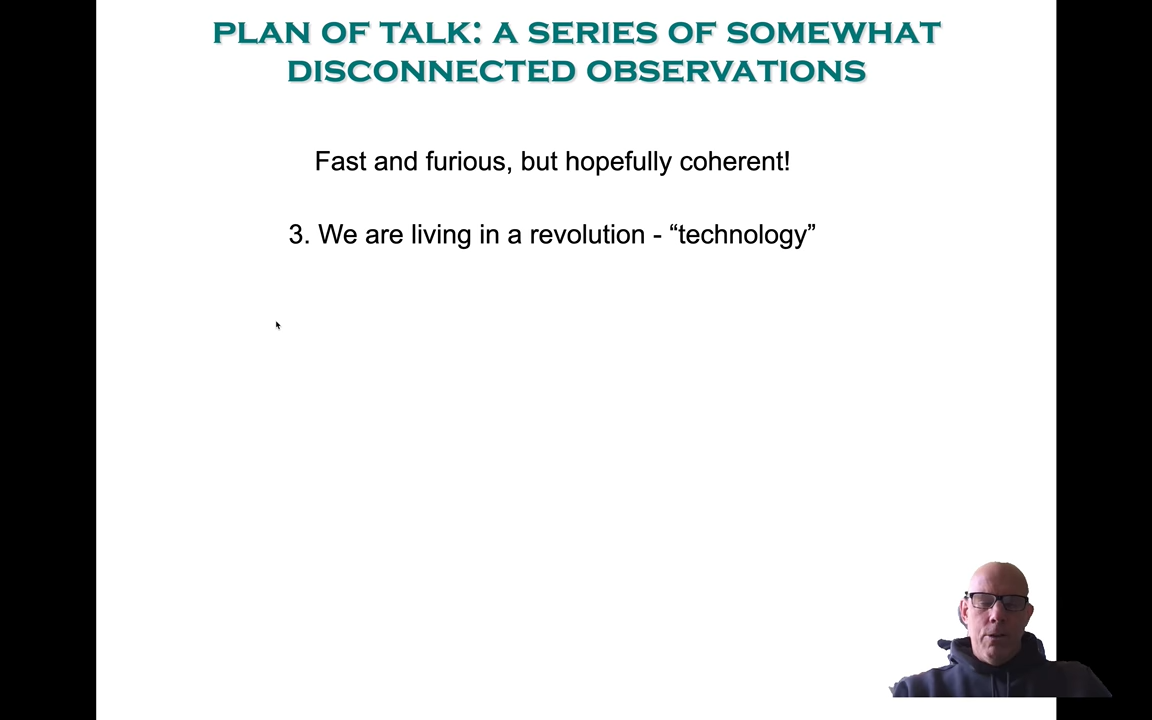 PLAN OF TALK: A SERIES OF SOMEWHAT
DISCONNECTED OBSERVATIONS
Fast and furious, but hopefully coherent!
3. We are living in a revolution - “technology”